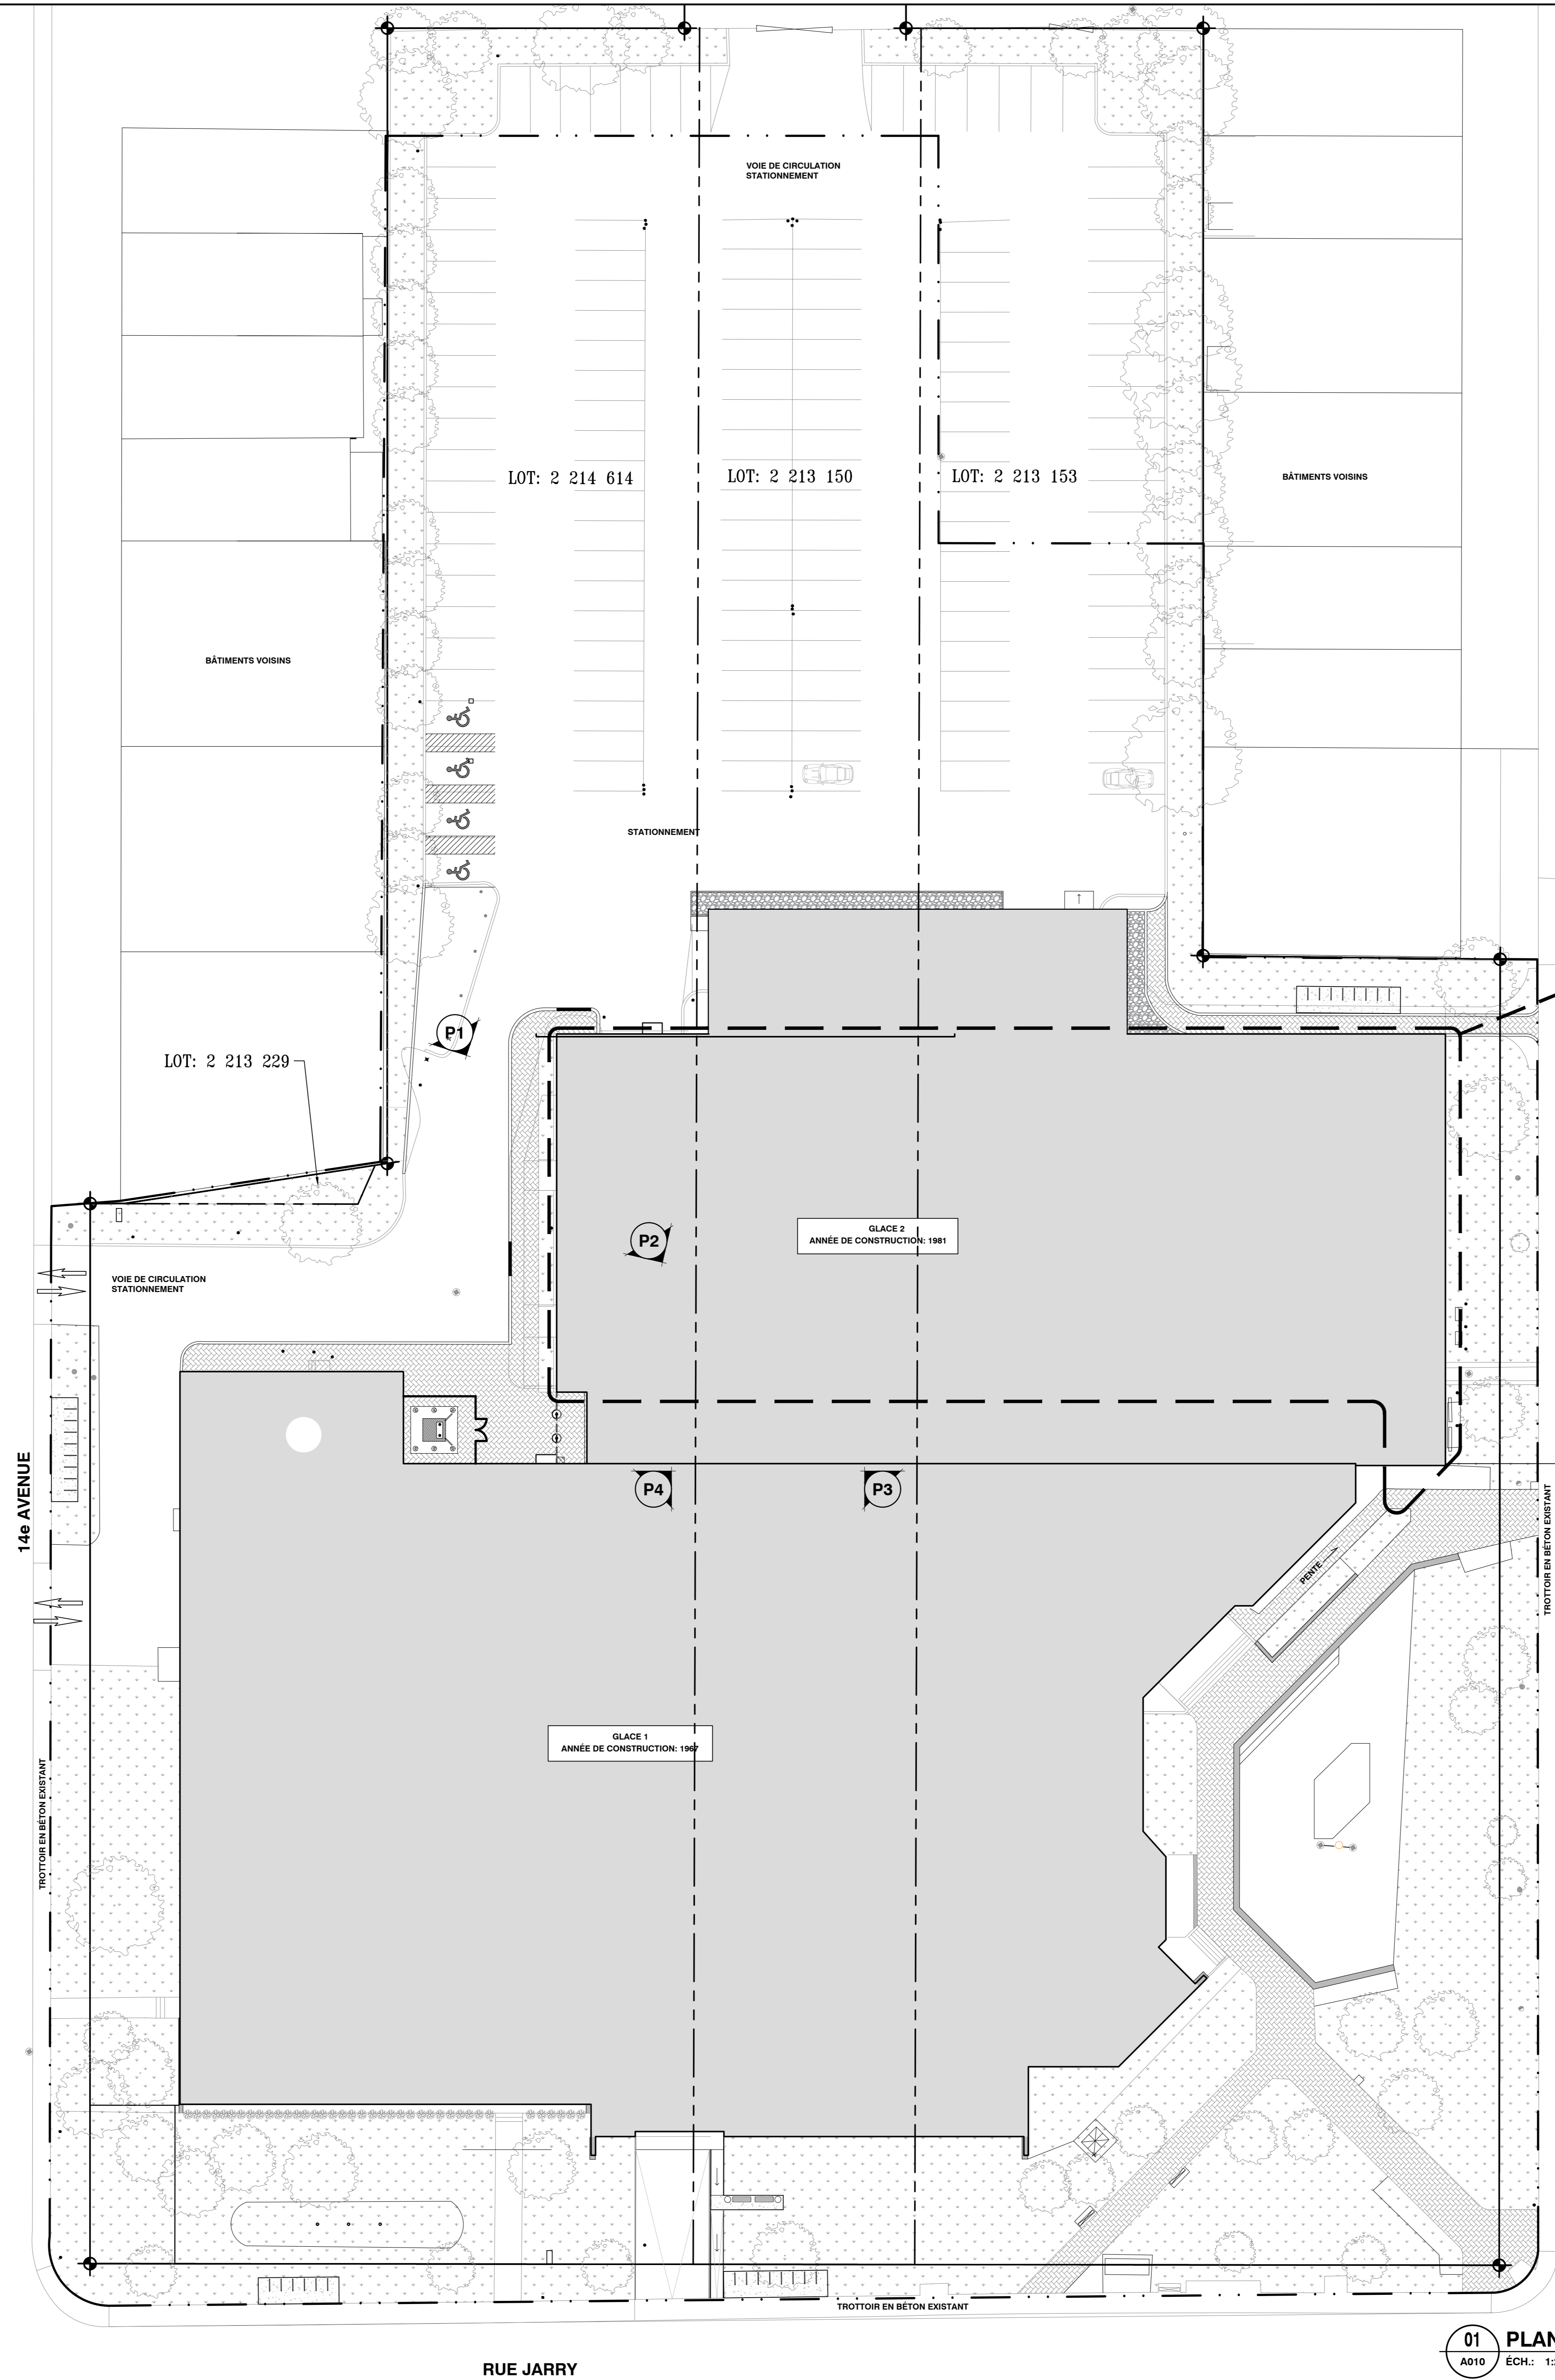 VOIE DE CIRCULATION
STATIONNEMENT
LOT: 2 214 614
LOT: 2 213 150
LOT: 2 213 153
BÂTIMENTS VOISINS
BÂTIMENTS VOISINS
STATIONNEMENT
P1
LOT: 2 213 229
P2
GLACE 2
ANNÉE DE CONSTRUCTION: 1981
VOIE DE CIRCULATION
STATIONNEMENT
14e AVENUE
P4
P3
TROTTOIR EN BÉTON EXISTANT
PENTE
GLACE 1
ANNÉE DE CONSTRUCTION: 1967
TROTTOIR EN BÉTON EXISTANT
TROTTOIR EN BÉTON EXISTANT
01
A010
PLAN
ÉCH.: 1:
RUE JARRY